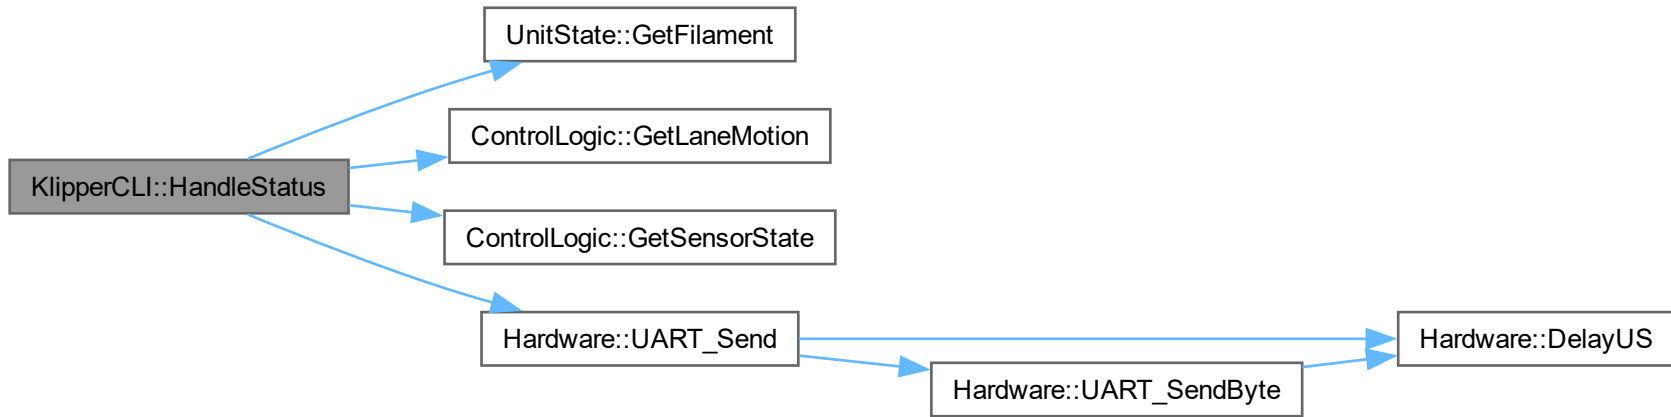 UnitState::GetFilament
ControlLogic::GetLaneMotion
KlipperCLI::HandleStatus
ControlLogic::GetSensorState
Hardware::UART_Send
Hardware::DelayUS
Hardware::UART_SendByte